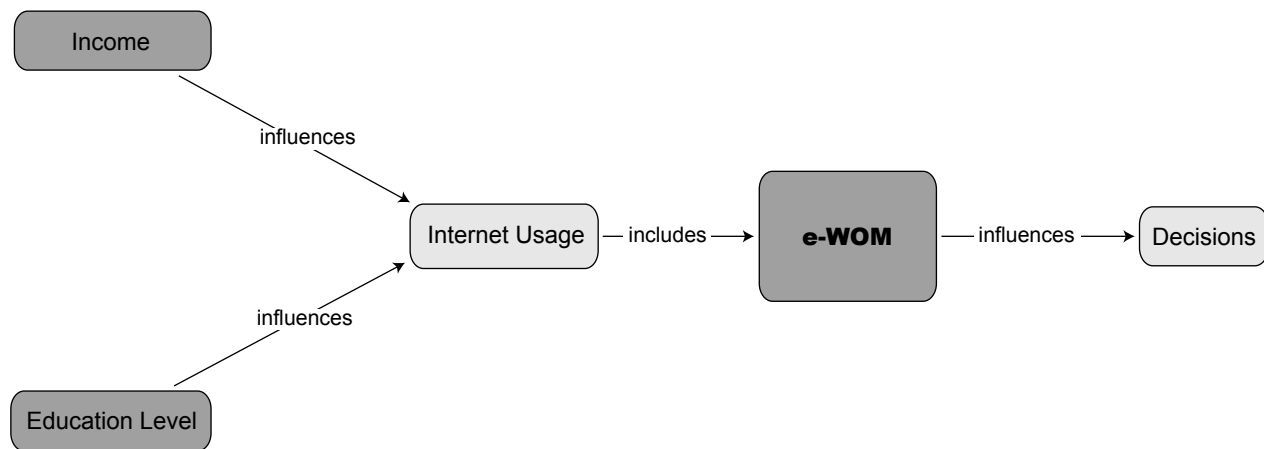 Income
influences
Internet Usage
includes
e-WOM
influences
Decisions
influences
Education Level